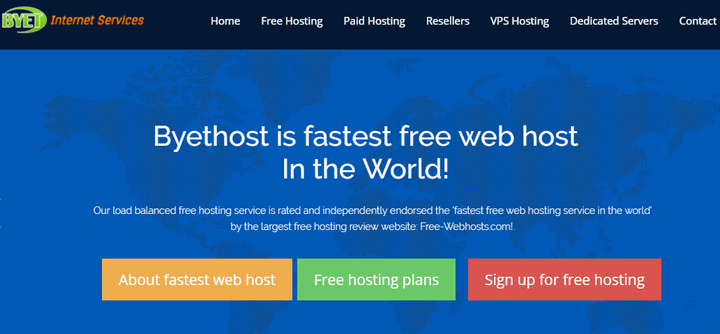 BYET Internet Services
Home Free Hosting Paid Hosting Resellers VPS Hosting Dedicated Servers Contact
Byethost is fastest free web host
In the World!
Our load balanced free hosting service is rated and independently endorsed the 'fastest free web hosting service in the world'
by the largest free hosting review website: Free-Webhosts.com!.
About fastest web host Free hosting plans Sign up for free hosting